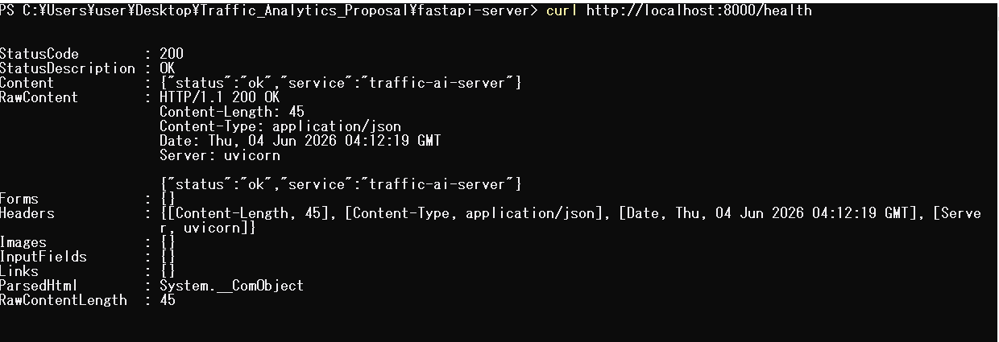 PS C:¥Users¥user¥Desktop¥Traffic_Analytics_Proposal¥fastapi-server> curl http://localhost:8000/health
StatusCode        : 200
StatusDescription : OK
Content           : {"status":"ok","service":"traffic-ai-server"}
RawContent        : HTTP/1.1 200 OK
                    Content-Length: 45
                    Content-Type: application/json
                    Date: Thu, 04 Jun 2026 04:12:19 GMT
                    Server: uvicorn
                    {"status":"ok","service":"traffic-ai-server"}
Forms             : {}
Headers           : {[Content-Length, 45], [Content-Type, application/json], [Date, Thu, 04 Jun 2026 04:12:19 GMT], [Serve
                    r, uvicorn]}
Images            : {}
InputFields       : {}
Links             : {}
ParsedHtml        : System.__ComObject
RawContentLength  : 45